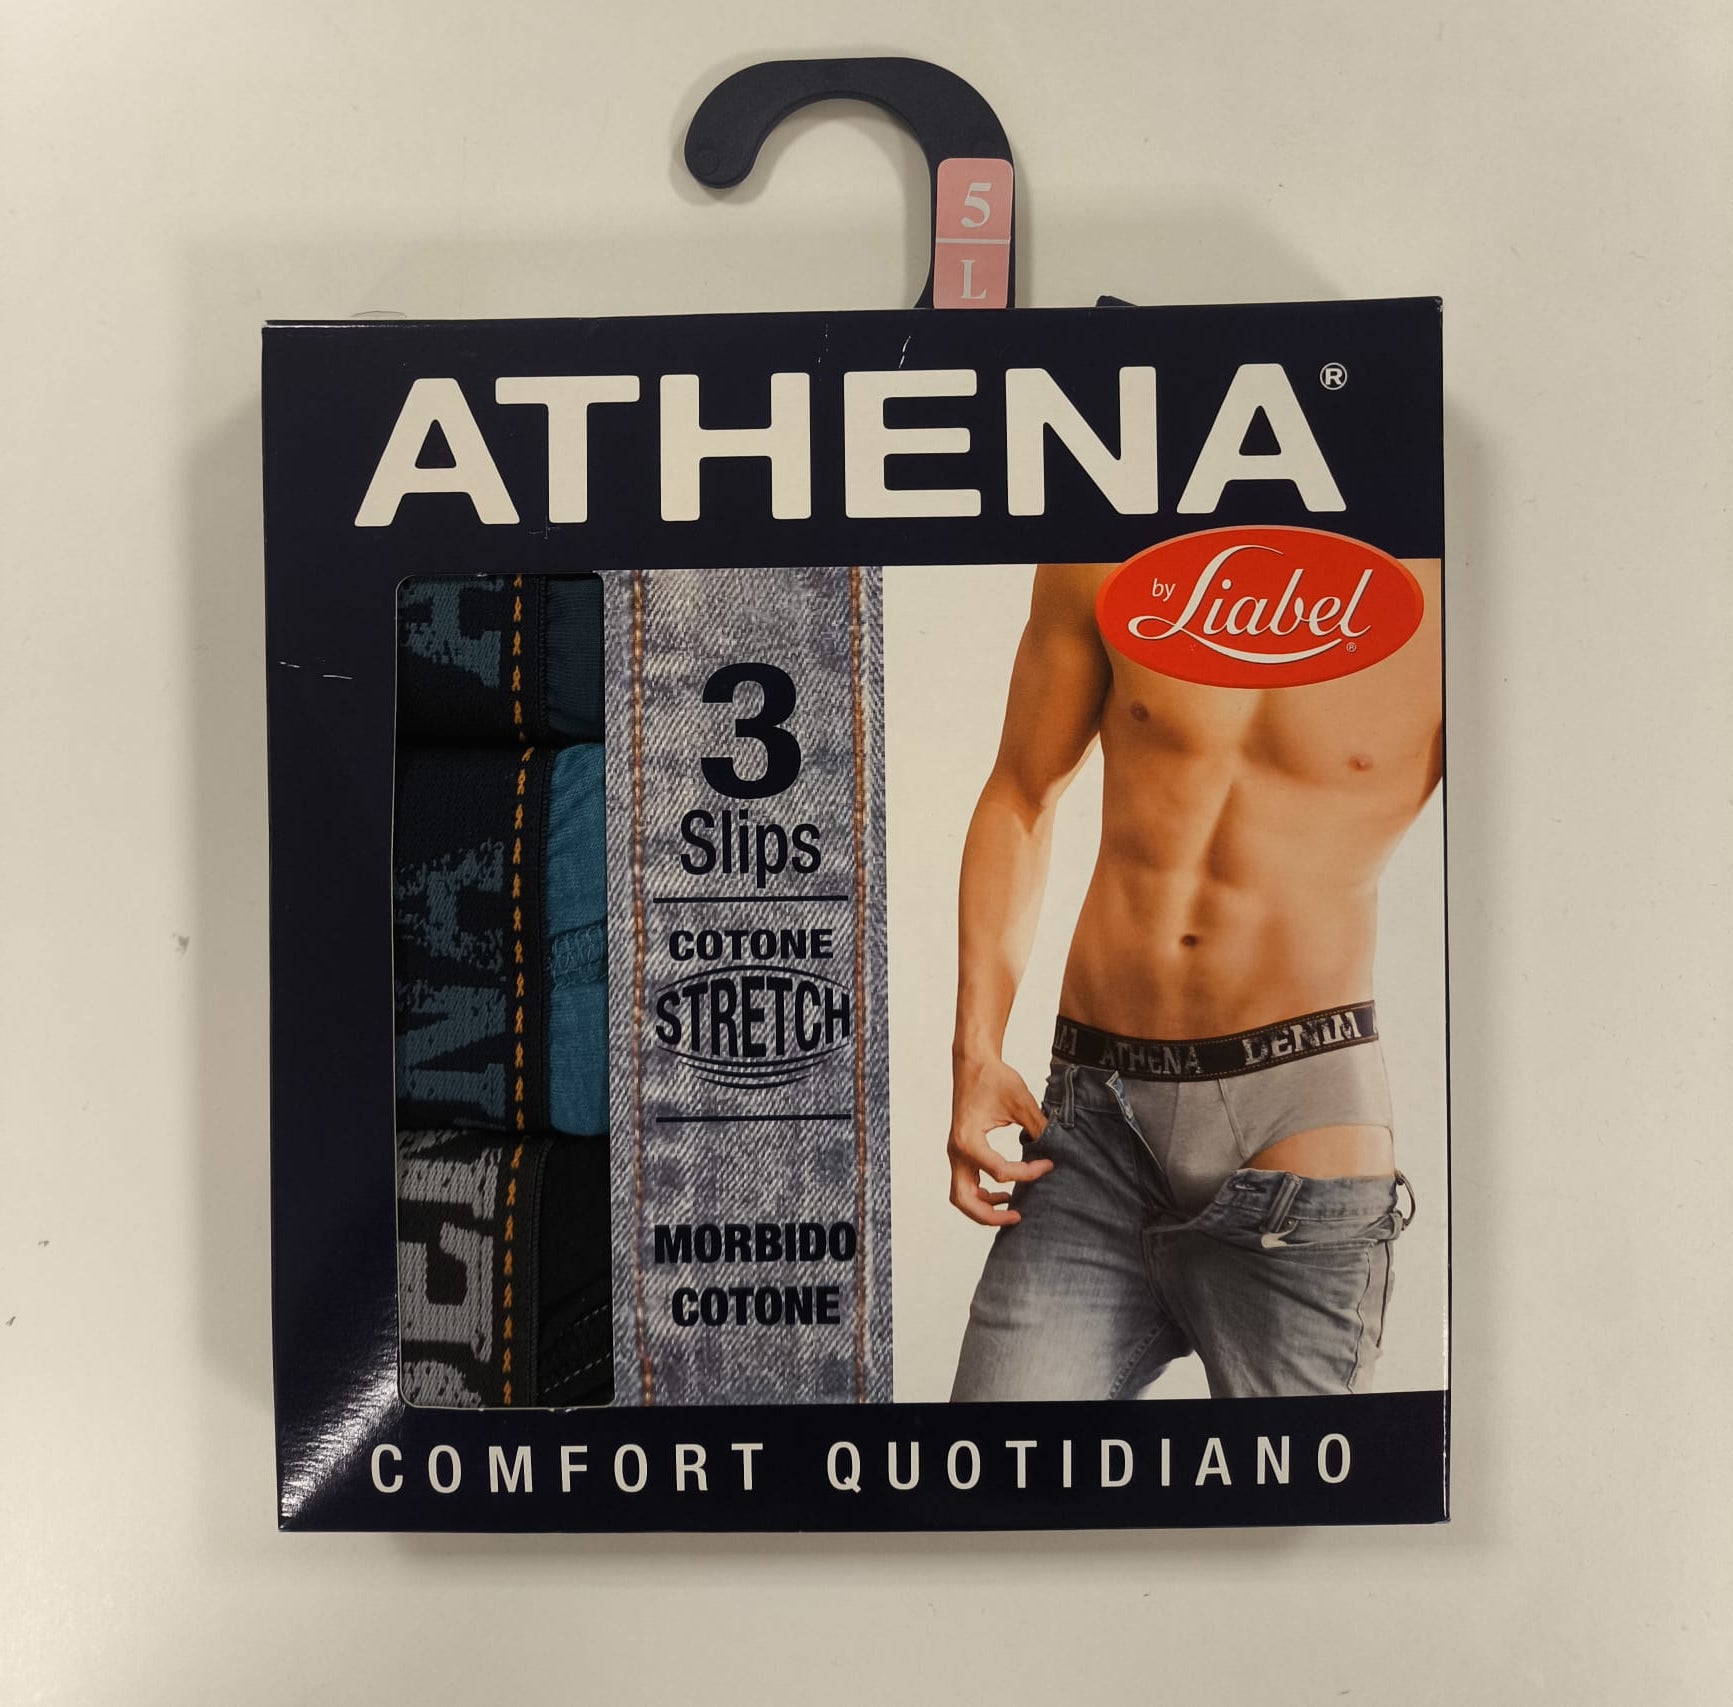 5
L
ATHENA®
by Liabel®
3
Slips
COTONE
STRETCH
MORBIDO
COTONE
ATHENA DENIM
COMFORT QUOTIDIANO